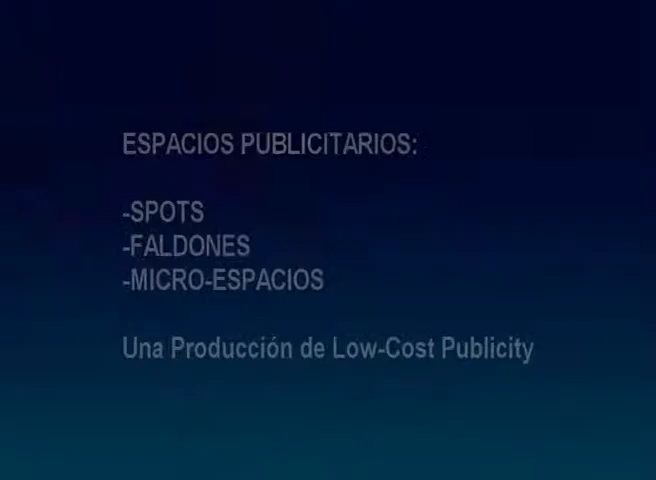 ESPACIOS PUBLICITARIOS:
-SPOTS
-FALDONES
-MICRO-ESPACIOS
Una Producción de Low-Cost Publicity